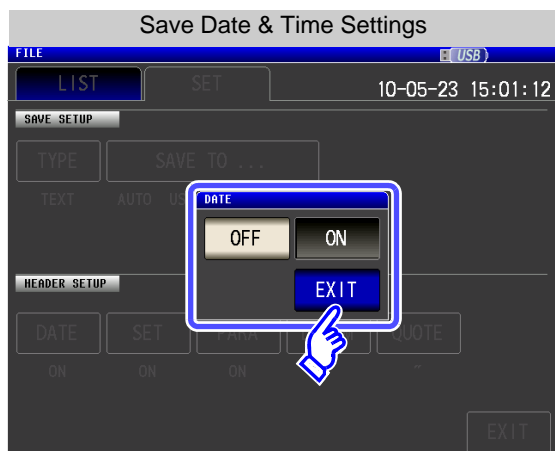 Save Date & Time Settings
FILE
USB
LIST SET 10-05-23 15:01:12
SAVE SETUP
TYPE SAVE TO ...
TEXT AUTO US
DATE
OFF ON
EXIT
HEADER SETUP
DATE SET PARA QUOTE
ON ON ON ~
EXIT